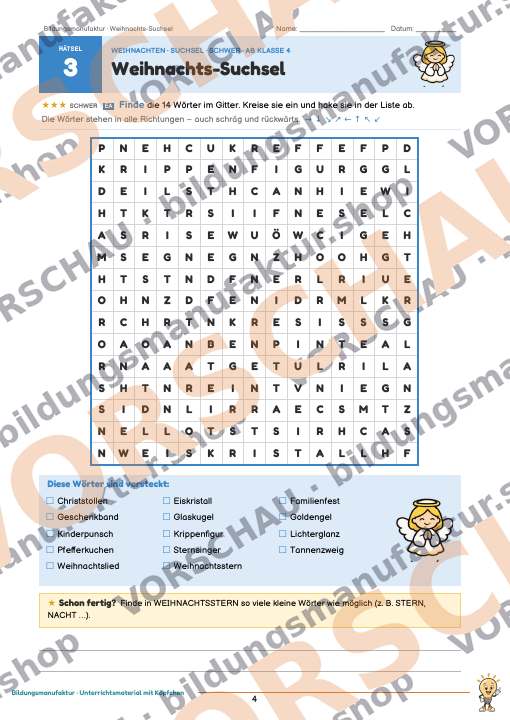 Bildungsmanufaktur · Weihnachts-Suchsel Name: Datum:
RÄTSEL
3
WEIHNACHTEN · SUCHSEL · SCHWER · AB KLASSE 4
Weihnachts-Suchsel
★★★ SCHWER EA Finde die 14 Wörter im Gitter. Kreise sie ein und hake sie in der Liste ab.
Die Wörter stehen in alle Richtungen – auch schräg und rückwärts.
P N E H C U K R E F F E F P D
K R I P P E N F I G U R G G L
D E I L S T H C A N H I E W I
H T K T R S I I F N E S E L C
A S R I S E W U Ö W C I G E H
M S E G N E G N Z H O O H G T
H T S T N D F N E R L R I U E
O H N Z D F E N I D R M L K R
R C H R T N K R E S I S S S G
O A O A N B E N P I N T E A L
R N A A A T G E T U L R I L A
S H T N R E I N T V N I E G N
S I D N L I R R A E C S M T Z
N E L L O T S T S I R H C A S
N W E I S K R I S T A L L H F
Diese Wörter sind versteckt:
Christstollen Eiskristall Familienfest
Geschenkband Glaskugel Goldengel
Kinderpunsch Krippenfigur Lichterglanz
Pfefferkuchen Sternsinger Tannenzweig
Weihnachtslied Weihnachtsstern
★ Schon fertig? Finde in WEIHNACHTSSTERN so viele kleine Wörter wie möglich (z. B. STERN,
NACHT ...).
Bildungsmanufaktur · Unterrichtsmaterial mit Köpfchen
4
VORSCHAU · bildungsmanufaktur.shop